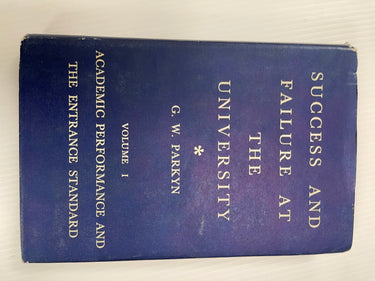 SUCCESS AND
FAILURE AT
THE
UNIVERSITY
*
G. W. PARKYN
VOLUME I
ACADEMIC PERFORMANCE AND
THE ENTRANCE STANDARD